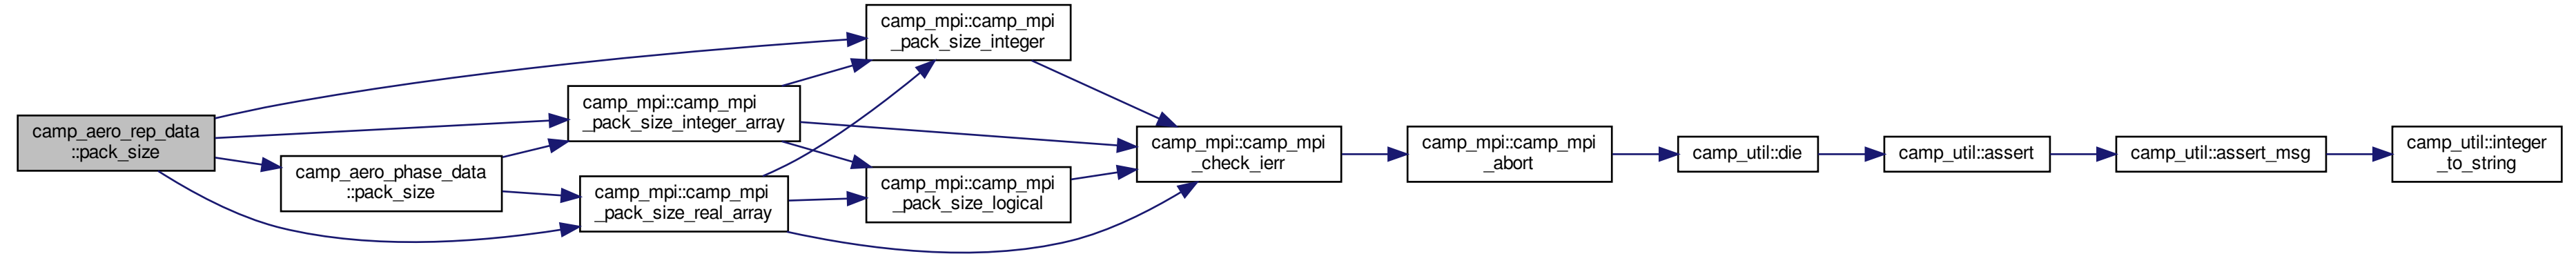 camp_aero_rep_data
::pack_size
camp_aero_phase_data
::pack_size
camp_mpi::camp_mpi
_pack_size_integer_array
camp_mpi::camp_mpi
_pack_size_real_array
camp_mpi::camp_mpi
_pack_size_integer
camp_mpi::camp_mpi
_pack_size_logical
camp_mpi::camp_mpi
_check_ierr
camp_mpi::camp_mpi
_abort
camp_util::die
camp_util::assert
camp_util::assert_msg
camp_util::integer
_to_string